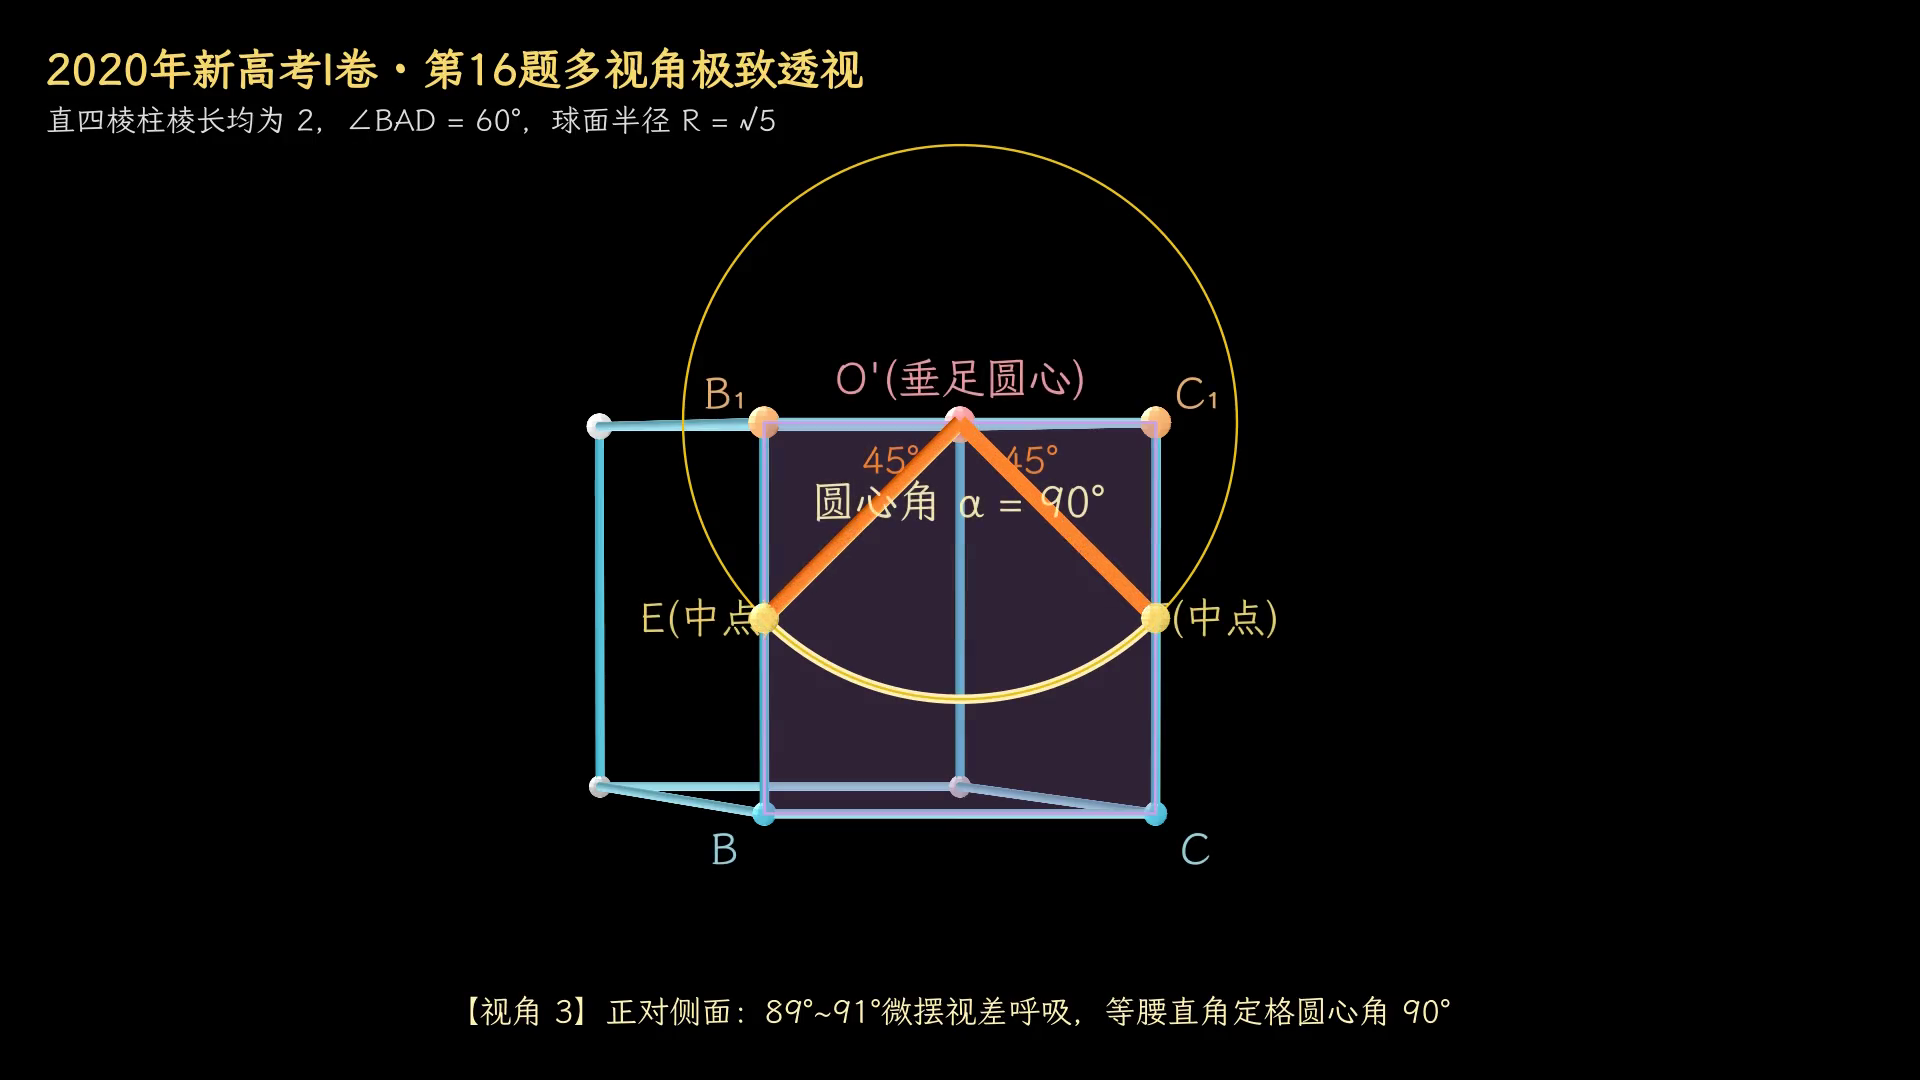 2020年新高考I卷·第16题多视角极致透视
直四棱柱棱长均为 2，∠BAD = 60°，球面半径 R = √5
O'(垂足圆心)
B₁
C₁
45°
45°
圆心角 α = 90°
E(中点
(中点)
B
C
【视角 3】正对侧面：89°~91°微摆视差呼吸，等腰直角定格圆心角 90°